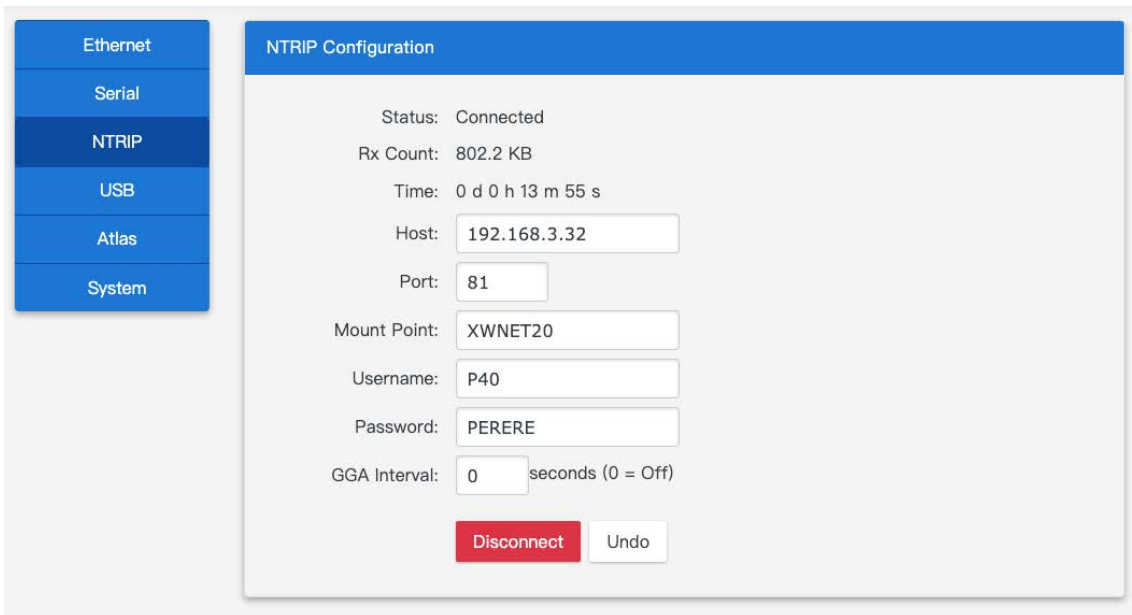 Ethernet
Serial
NTRIP
USB
Atlas
System
NTRIP Configuration
Status: Connected
Rx Count: 802.2 KB
Time: 0 d 0 h 13 m 55 s
Host: 192.168.3.32
Port: 81
Mount Point: XWNET20
Username: P40
Password: PERERE
GGA Interval: 0 seconds (0 = Off)
Disconnect Undo